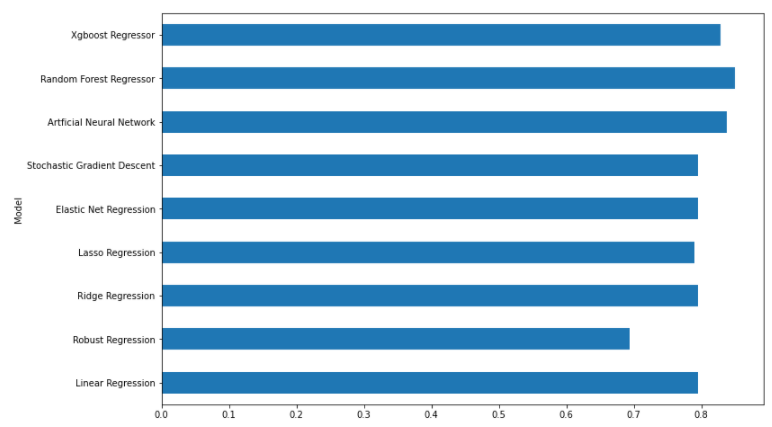 Xgboost Regressor
Random Forest Regressor
Artficial Neural Network
Stochastic Gradient Descent
Elastic Net Regression
Lasso Regression
Ridge Regression
Robust Regression
Linear Regression
Model
0.0 0.1 0.2 0.3 0.4 0.5 0.6 0.7 0.8